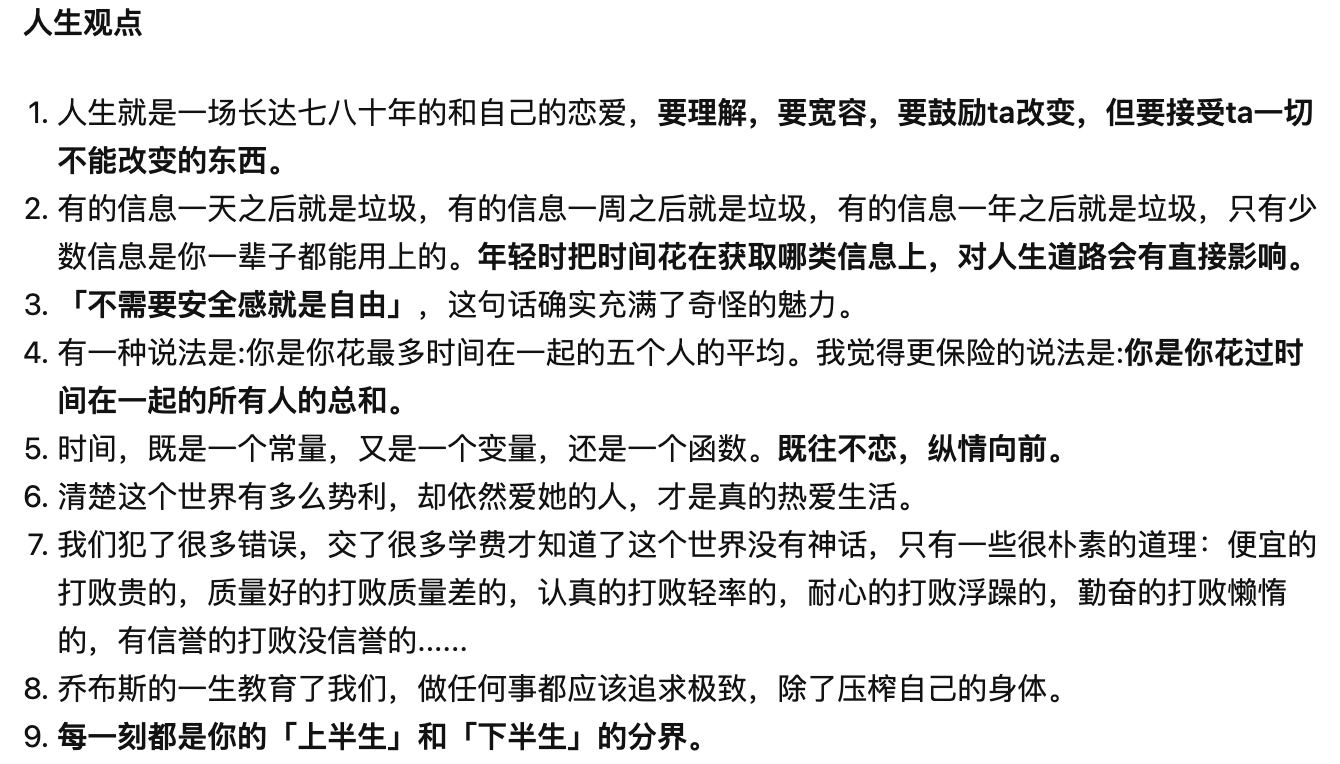 人生观点
1. 人生就是一场长达七八十年的和自己的恋爱，要理解，要宽容，要鼓励ta改变，但要接受ta一切
不能改变的东西。
2. 有的信息一天之后就是垃圾，有的信息一周之后就是垃圾，有的信息一年之后就是垃圾，只有少
数信息是你一辈子都能用上的。年轻时把时间花在获取哪类信息上，对人生道路会有直接影响。
3. 「不需要安全感就是自由」，这句话确实充满了奇怪的魅力。
4. 有一种说法是:你是你花最多时间在一起的五个人的平均。我觉得更保险的说法是:你是你花过时
间在一起的所有人的总和。
5. 时间，既是一个常量，又是一个变量，还是一个函数。既往不恋，纵情向前。
6. 清楚这个世界有多么势利，却依然爱她的人，才是真的热爱生活。
7. 我们犯了很多错误，交了很多学费才知道了这个世界没有神话，只有一些很朴素的道理：便宜的
打败贵的，质量好的打败质量差的，认真的打败轻率的，耐心的打败浮躁的，勤奋的打败懒惰
的，有信誉的打败没信誉的……
8. 乔布斯的一生教育了我们，做任何事都应该追求极致，除了压榨自己的身体。
9. 每一刻都是你的「上半生」和「下半生」的分界。